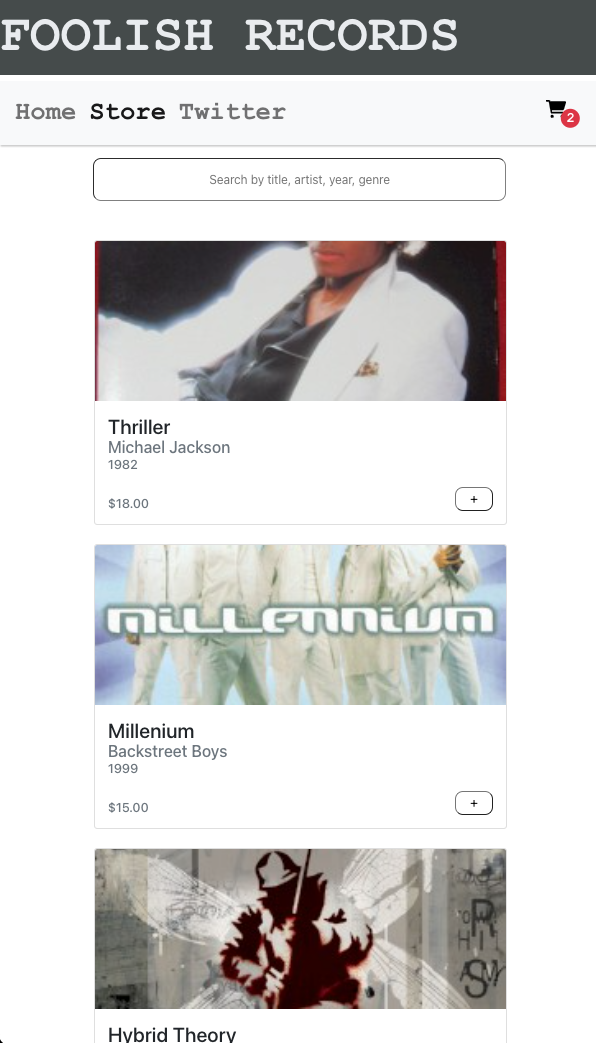 FOOLISH RECORDS
Home Store Twitter
2
Search by title, artist, year, genre
Thriller
Michael Jackson
1982
$18.00
+
millennium
Millenium
Backstreet Boys
1999
$15.00
+
R
HI
S
Hybrid Theory